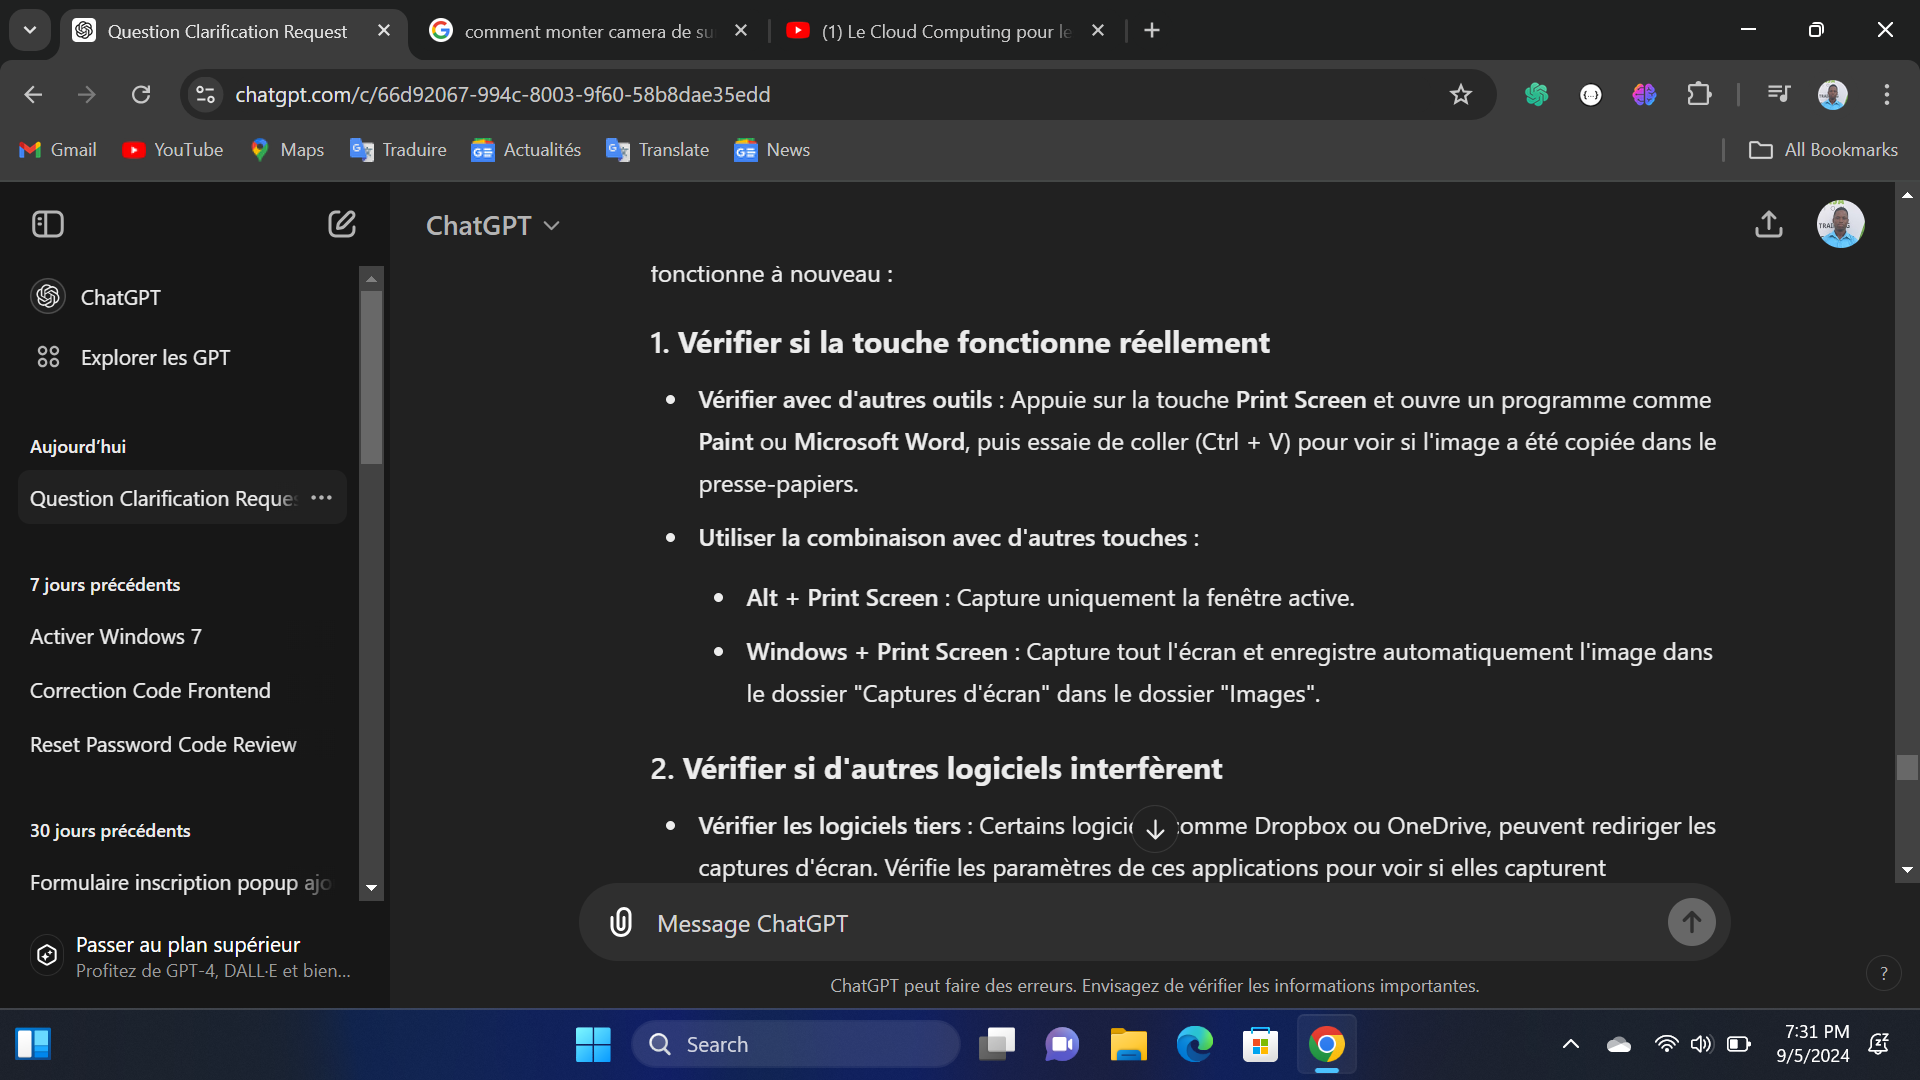 Question Clarification Request
comment monter camera de su
(1) Le Cloud Computing pour le
chatgpt.com/c/66d92067-994c-8003-9f60-58b8dae35edd
Gmail
YouTube
Maps
Traduire
Actualités
Translate
News
All Bookmarks
ChatGPT
Explorer les GPT
Aujourd'hui
Question Clarification Reques
7 jours précédents
Activer Windows 7
Correction Code Frontend
Reset Password Code Review
30 jours précédents
Formulaire inscription popup ajo
Passer au plan supérieur
Profitez de GPT-4, DALL·E et bien...
ChatGPT
fonctionne à nouveau :
1. Vérifier si la touche fonctionne réellement
Vérifier avec d'autres outils : Appuie sur la touche Print Screen et ouvre un programme comme
Paint ou Microsoft Word, puis essaie de coller (Ctrl + V) pour voir si l'image a été copiée dans le
presse-papiers.
Utiliser la combinaison avec d'autres touches :
Alt + Print Screen : Capture uniquement la fenêtre active.
Windows + Print Screen : Capture tout l'écran et enregistre automatiquement l'image dans
le dossier "Captures d'écran" dans le dossier "Images".
2. Vérifier si d'autres logiciels interfèrent
Vérifier les logiciels tiers : Certains logici comme Dropbox ou OneDrive, peuvent rediriger les
captures d'écran. Vérifie les paramètres de ces applications pour voir si elles capturent
Message ChatGPT
ChatGPT peut faire des erreurs. Envisagez de vérifier les informations importantes.
?
Search
7:31 PM
9/5/2024